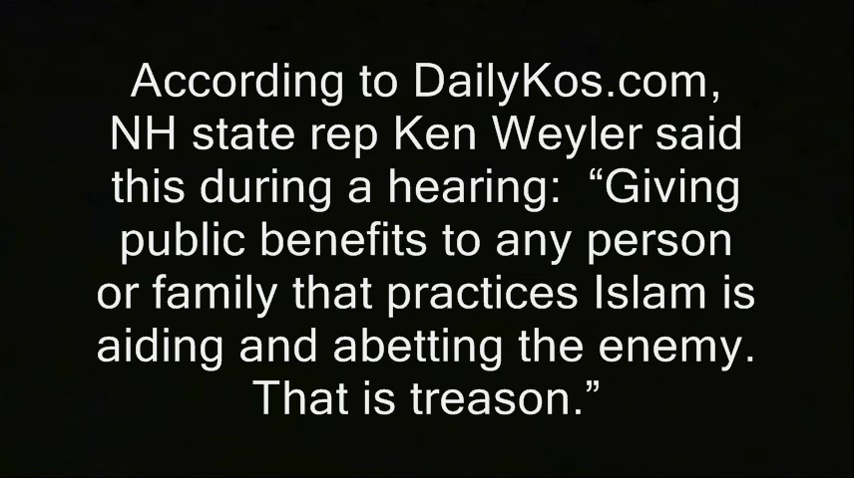 According to DailyKos.com,
NH state rep Ken Weyler said
this during a hearing:  “Giving
public benefits to any person
or family that practices Islam is
aiding and abetting the enemy.
That is treason.”